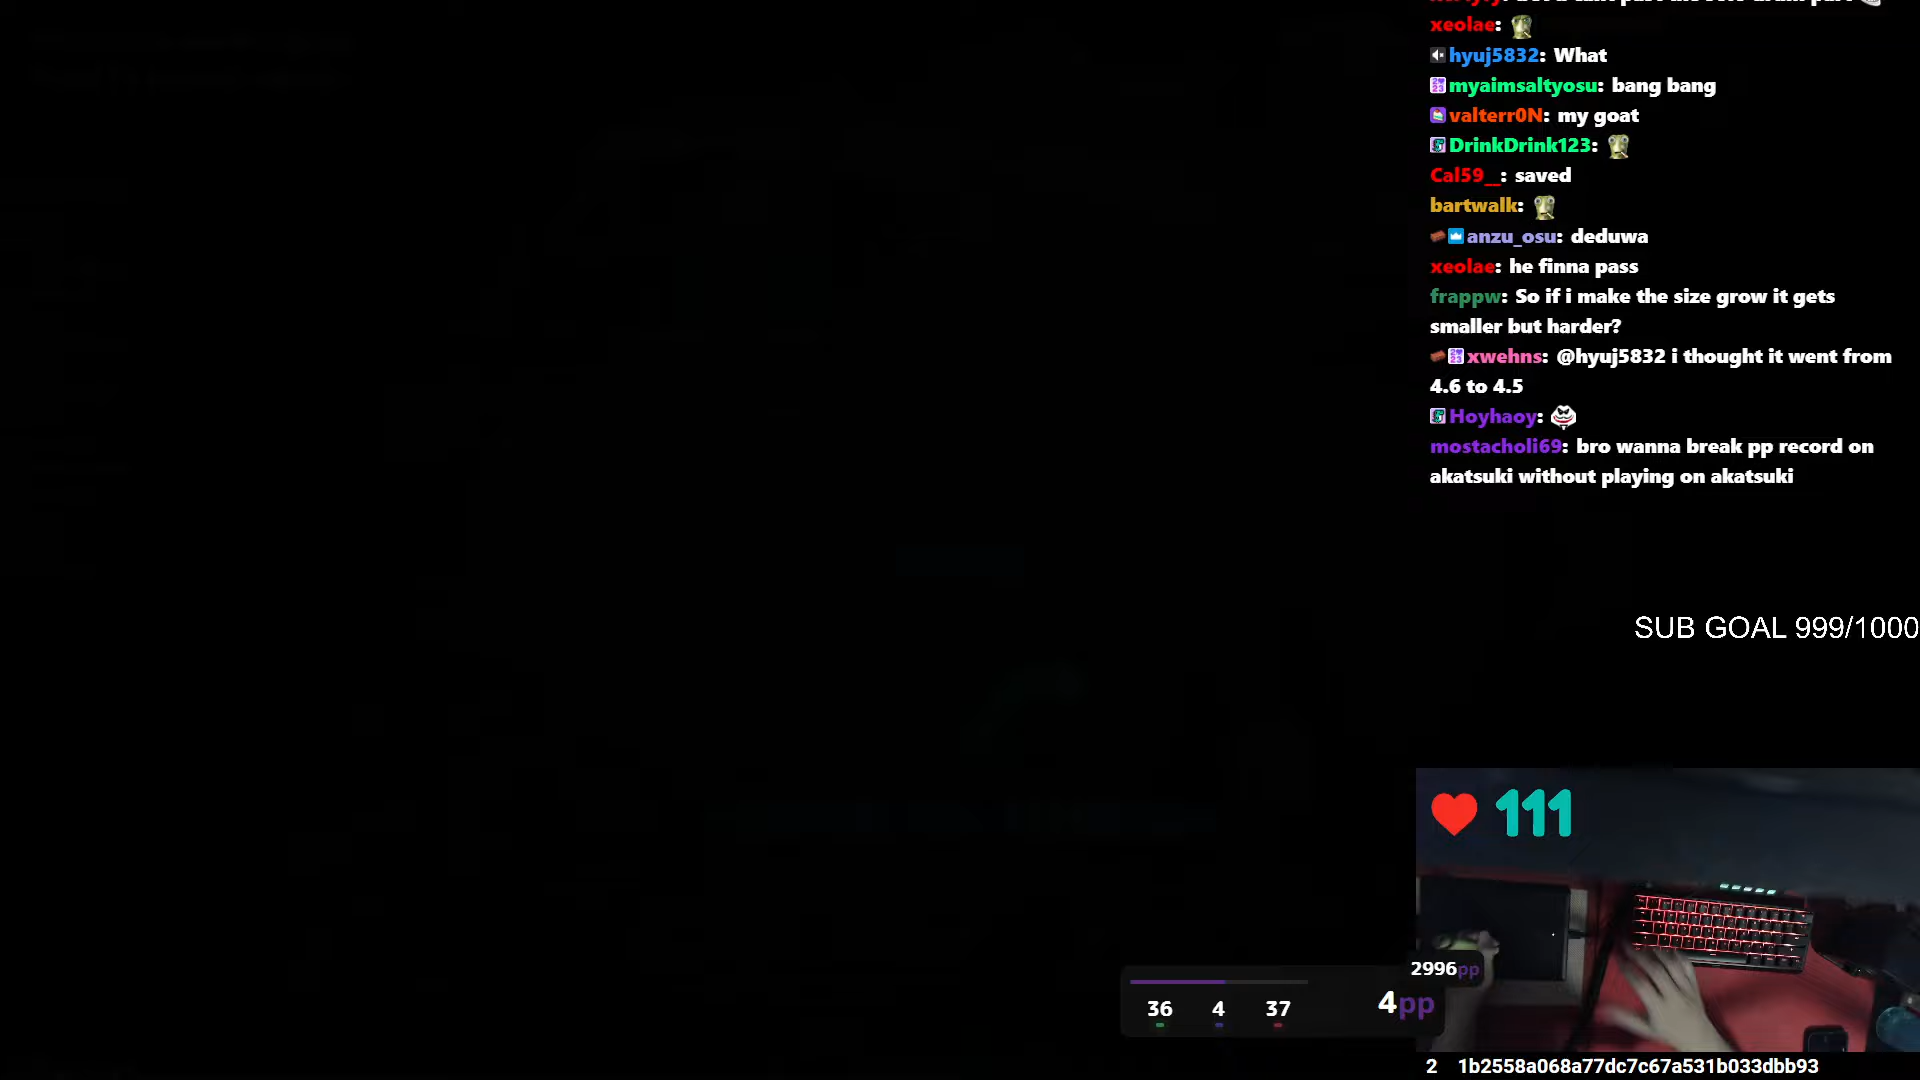 xeolae:
hyuj5832: What
myaimsaltyosu: bang bang
valterr0N: my goat
DrinkDrink123:
Cal59__: saved
bartwalk:
anzu_osu: deduwa
xeolae: he finna pass
frappw: So if i make the size grow it gets
smaller but harder?
xwehns: @hyuj5832 i thought it went from
4.6 to 4.5
Hoyhaoy:
mostacholi69: bro wanna break pp record on
akatsuki without playing on akatsuki
SUB GOAL 999/1000
111
2996pp
36 4 37 4pp
2 1b2558a068a77dc7c67a531b033dbb93